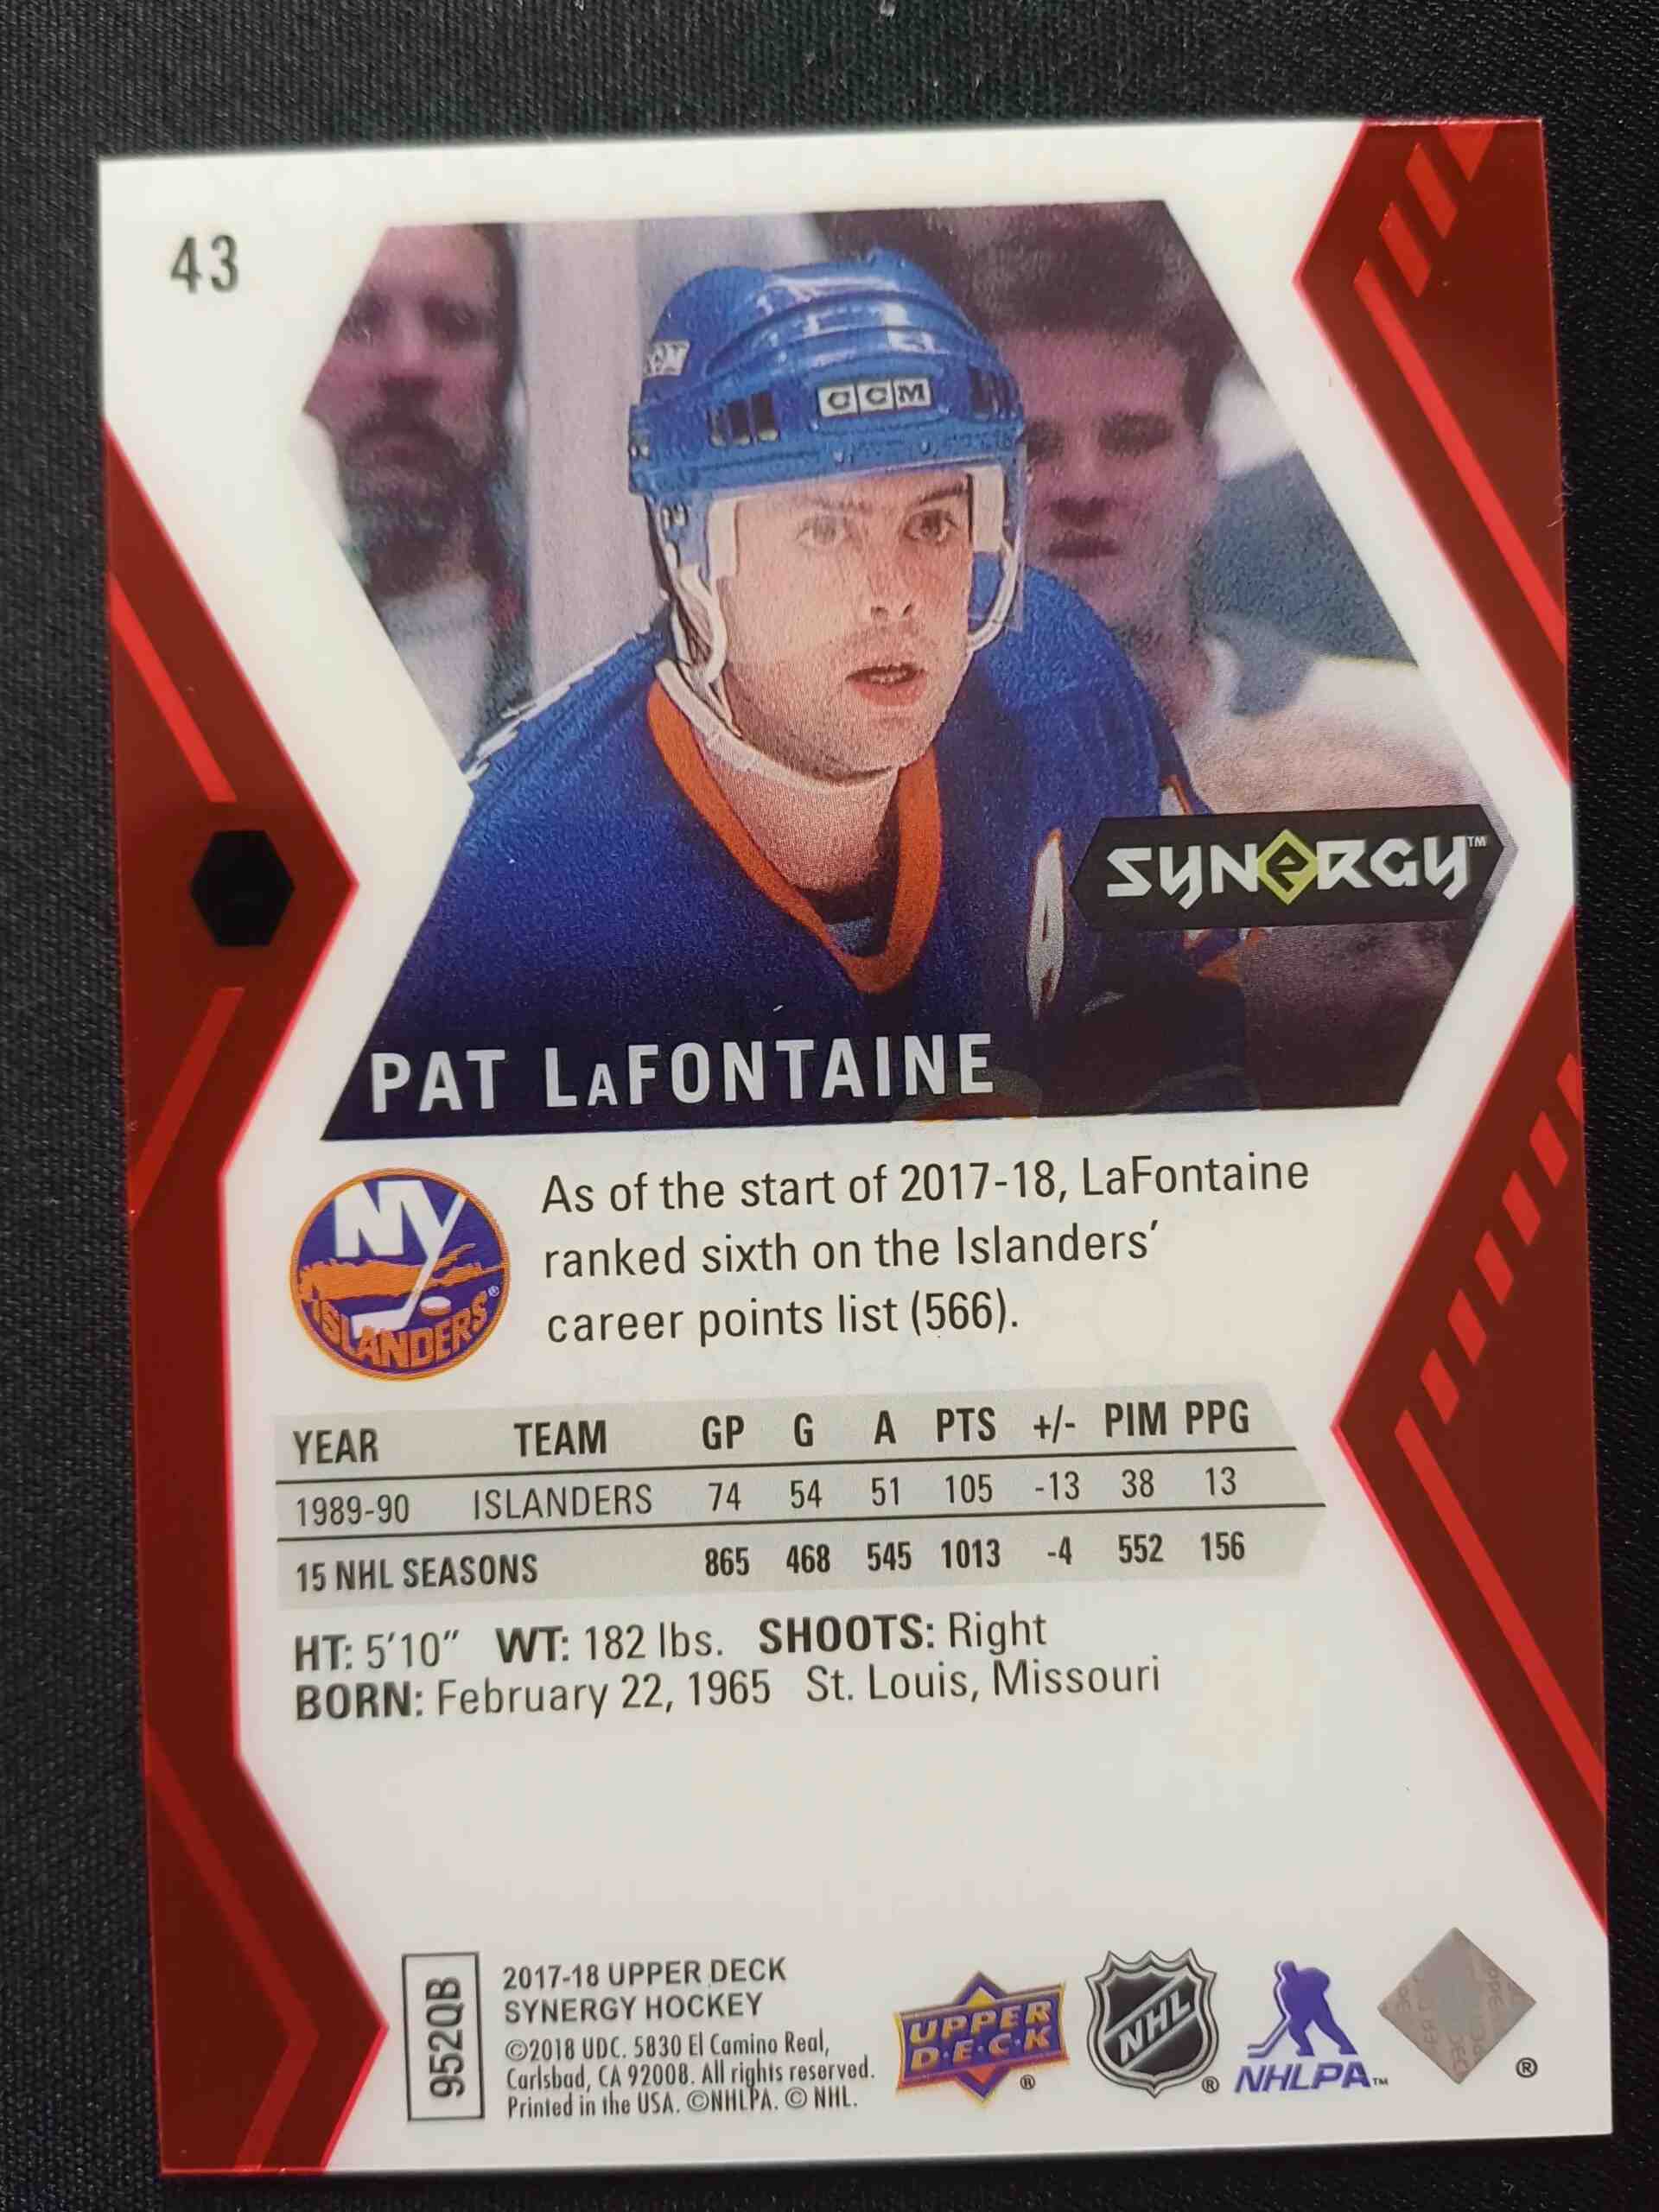 43
CCM
A
SYNERGY™
PAT LAFONTAINE
NY
ISLANDERS®
As of the start of 2017-18, LaFontaine
ranked sixth on the Islanders'
career points list (566).
YEAR TEAM GP G A PTS +/- PIM PPG
1989-90 ISLANDERS 74 54 51 105 -13 38 13
15 NHL SEASONS 865 468 545 1013 -4 552 156
HT: 5'10" WT: 182 lbs. SHOOTS: Right
BORN: February 22, 1965 St. Louis, Missouri
952QB
2017-18 UPPER DECK
SYNERGY HOCKEY
©2018 UDC. 5830 El Camino Real,
Carlsbad, CA 92008. All rights reserved.
Printed in the USA. ©NHLPA. © NHL.
UPPER
D·E·C·K
®
NHL
®
NHLPA™
®